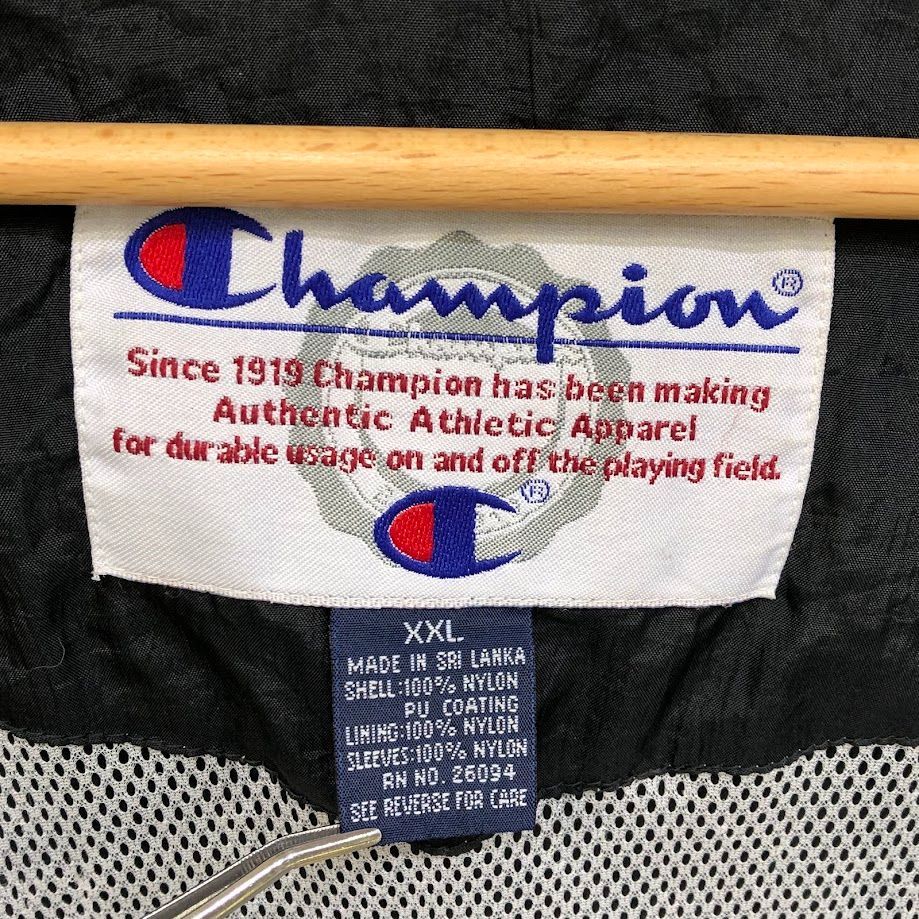 Champion®
Since 1919 Champion has been making
Authentic Athletic Apparel
for durable usage on and off the playing field.
®
XXL
MADE IN SRI LANKA
SHELL:100% NYLON
PU COATING
LINING:100% NYLON
SLEEVES:100% NYLON
RN NO. 26094
SEE REVERSE FOR CARE